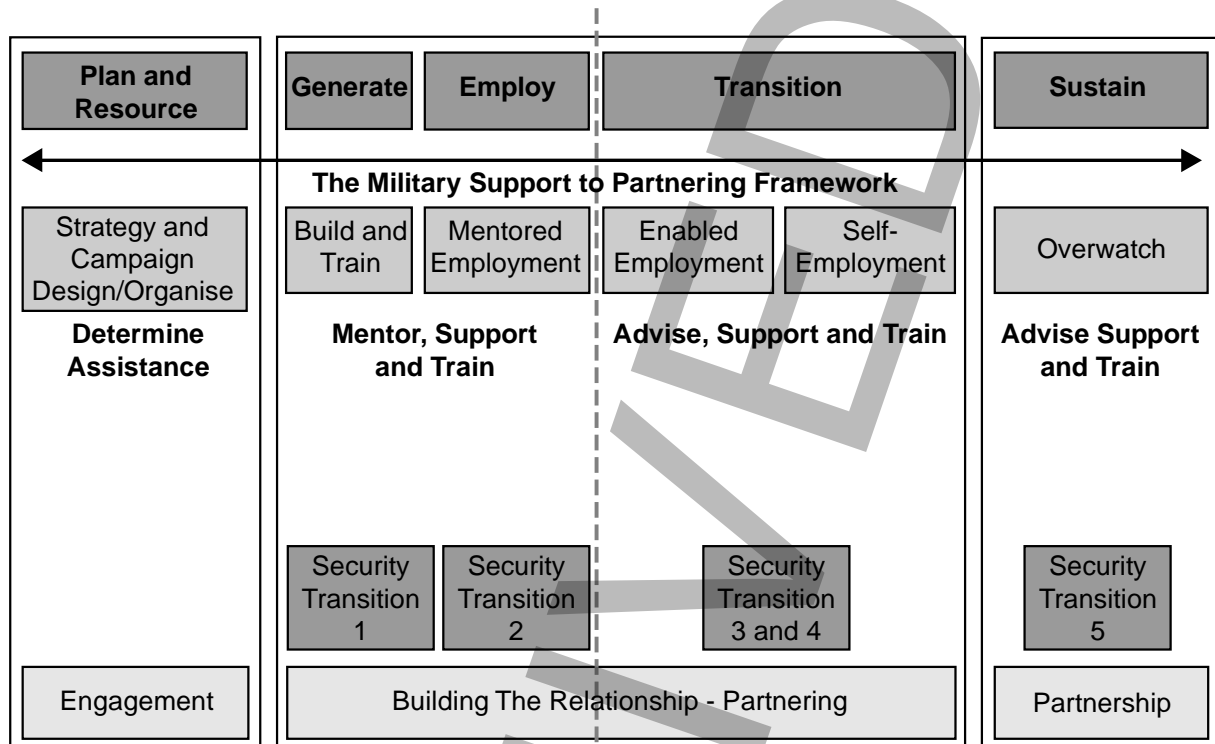 Plan and
Resource
Generate
Employ
Transition
Sustain
The Military Support to Partnering Framework
Strategy and
Campaign
Design/Organise
Build and
Train
Mentored
Employment
Enabled
Employment
Self-
Employment
Overwatch
Determine
Assistance
Mentor, Support
and Train
Advise, Support and Train
Advise Support
and Train
Security
Transition
1
Security
Transition
2
Security
Transition
3 and 4
Security
Transition
5
Engagement
Building The Relationship - Partnering
Partnership